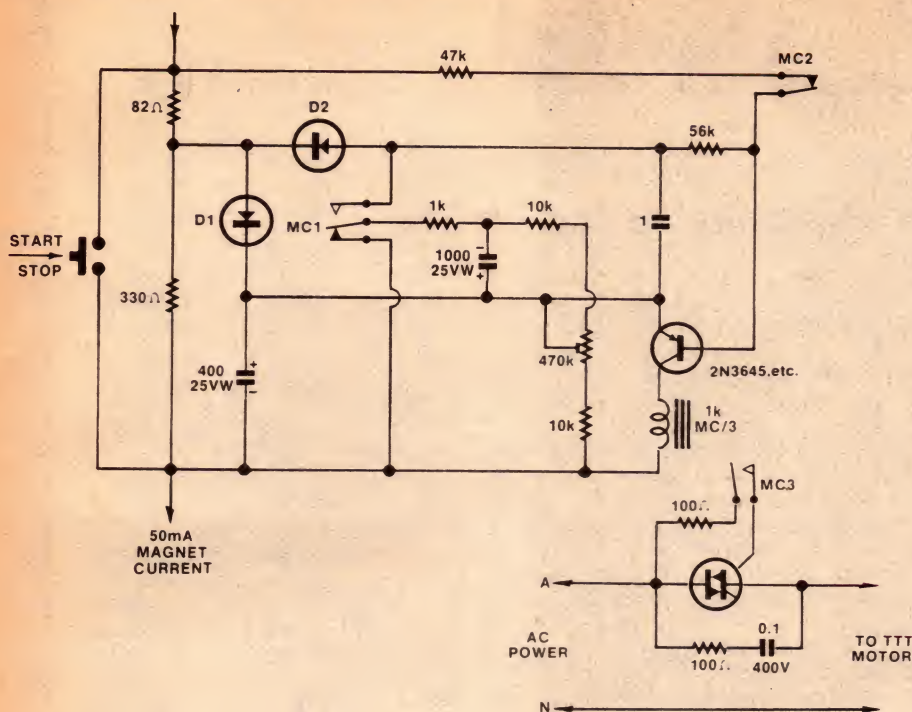 47k
MC2
82Ω
D2
56k
D1
MC1
1k
10k
1
START
STOP
1000
25VW
330Ω
470k
2N3645.etc.
400
25VW
10k
1k
MC/3
MC3
50mA
MAGNET
CURRENT
100Ω
A
AC
POWER
0.1
400V
100Ω
TO TTT
MOTOR
N